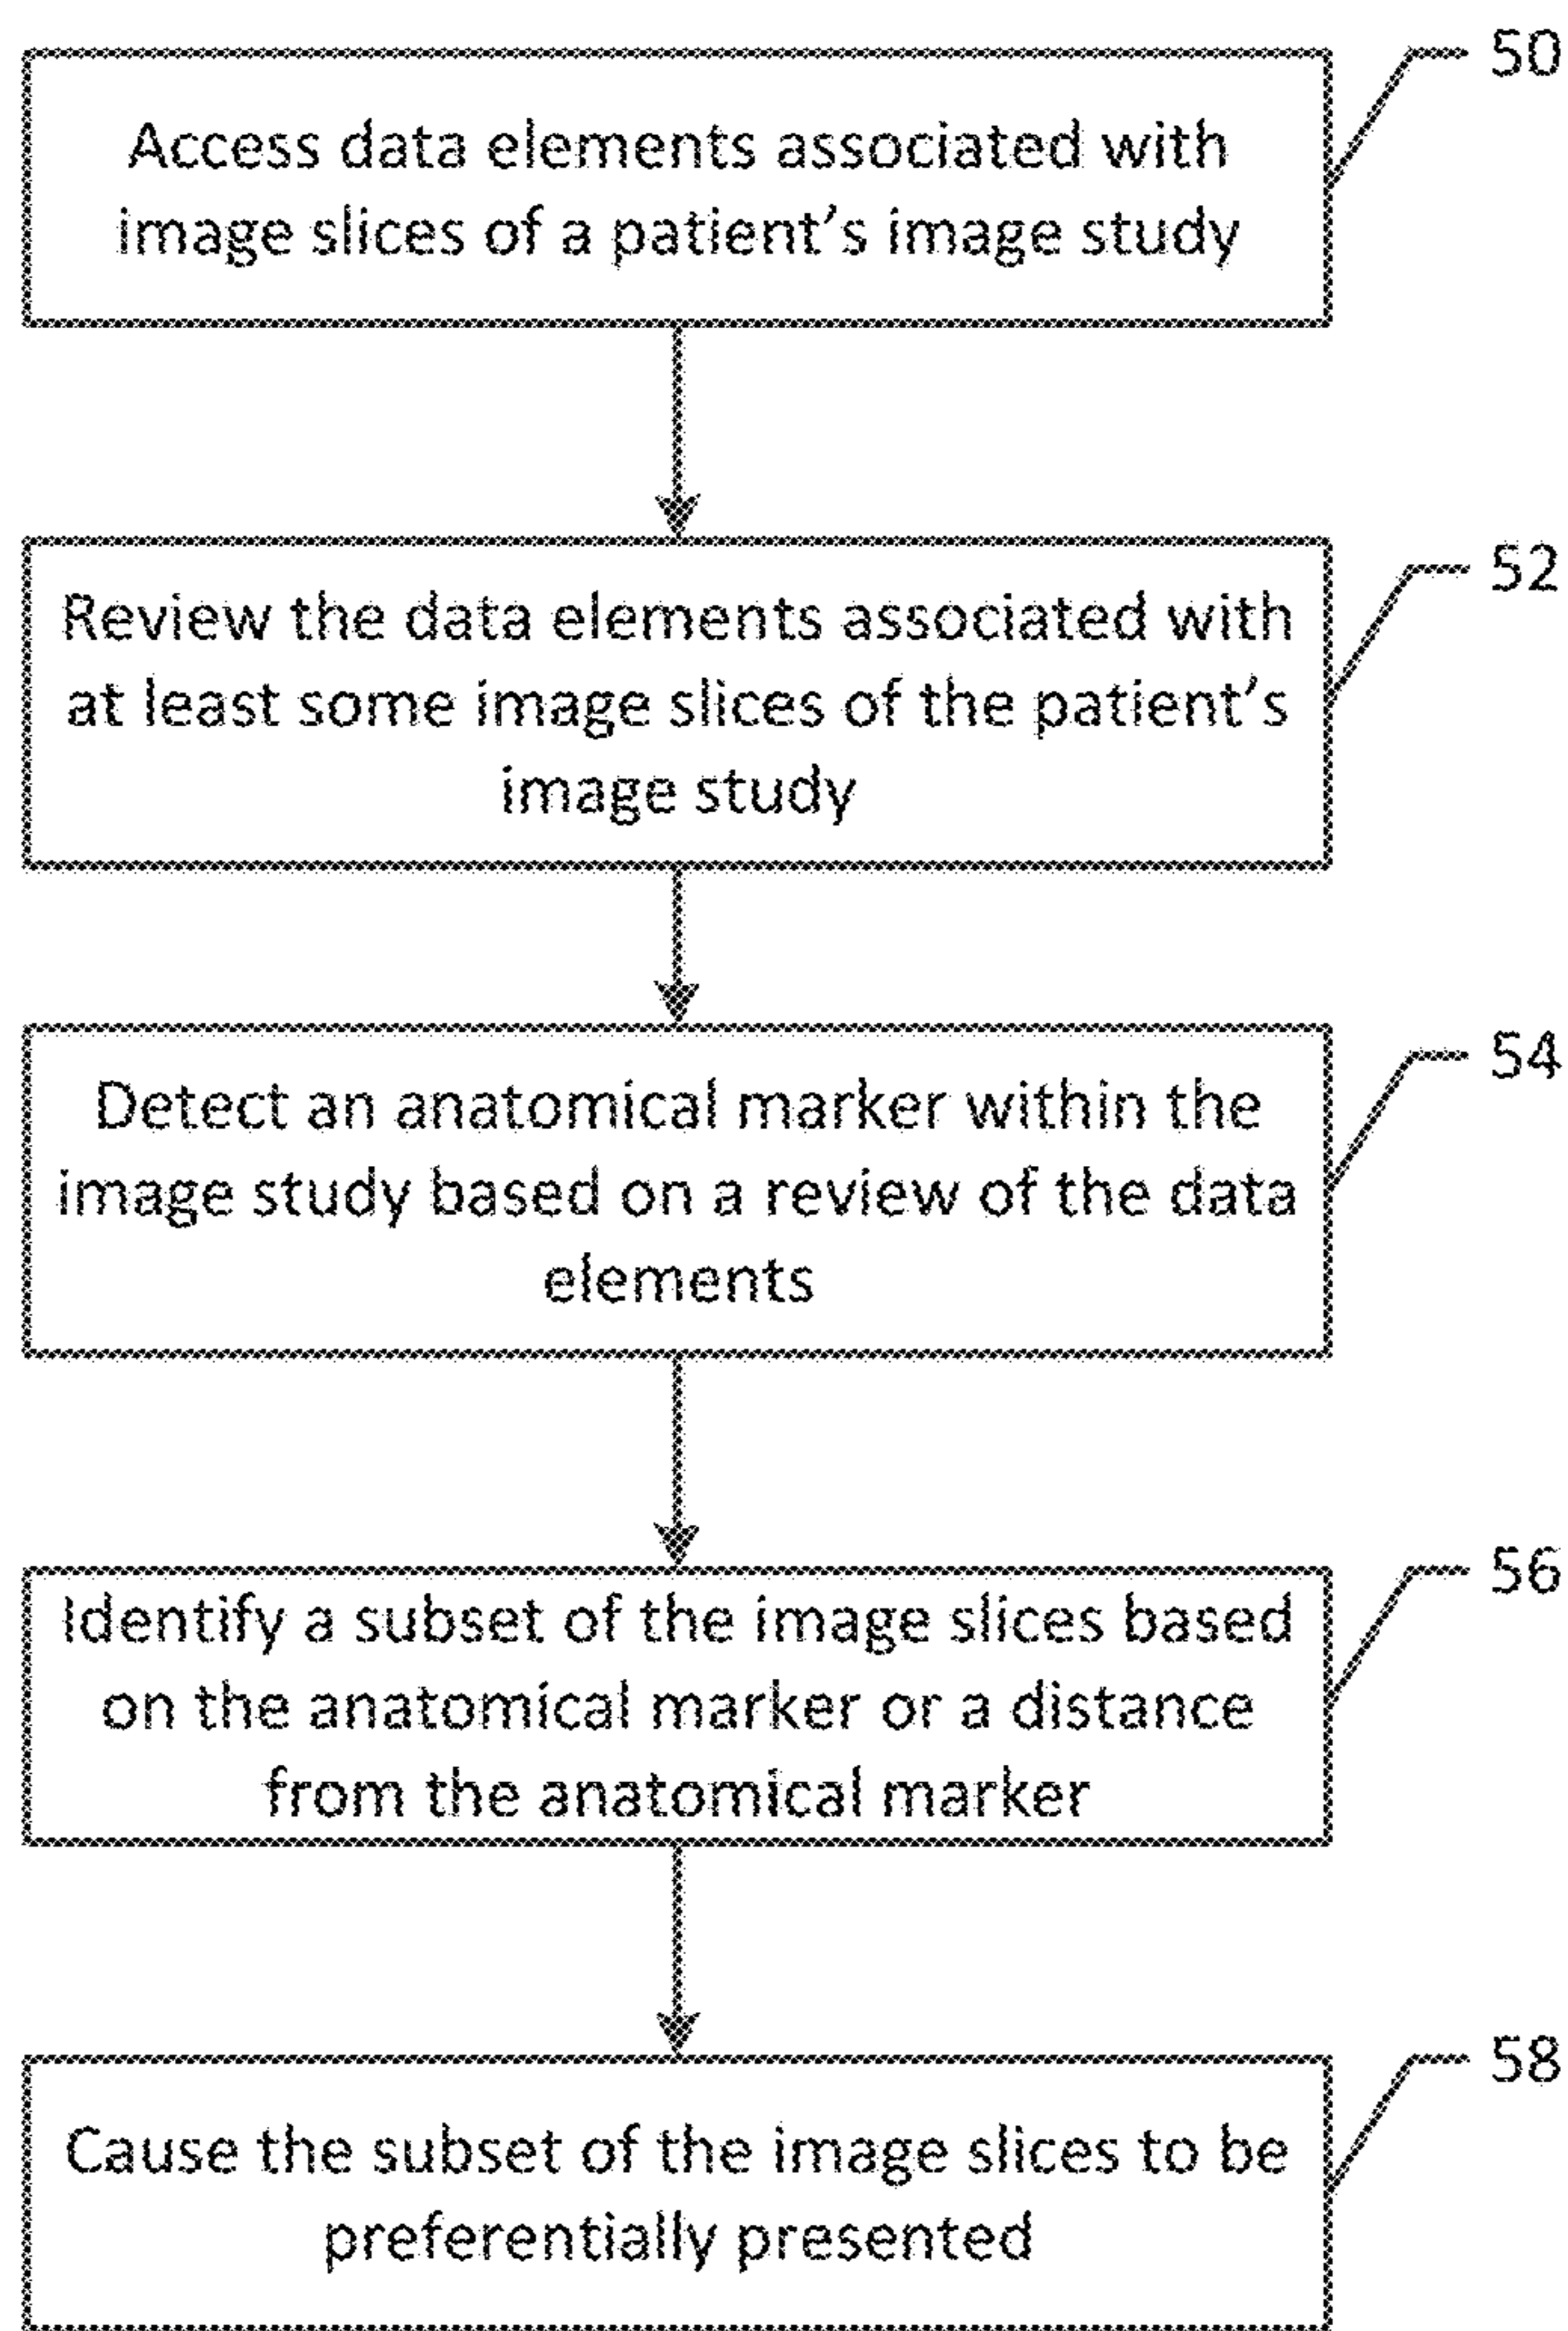 50
Access data elements associated with
image slices of a patient's image study
52
Review the data elements associated with
at least some image slices of the patient's
image study
54
Detect an anatomical marker within the
image study based on a review of the data
elements
56
Identify a subset of the image slices based
on the anatomical marker or a distance
from the anatomical marker
58
Cause the subset of the image slices to be
preferentially presented